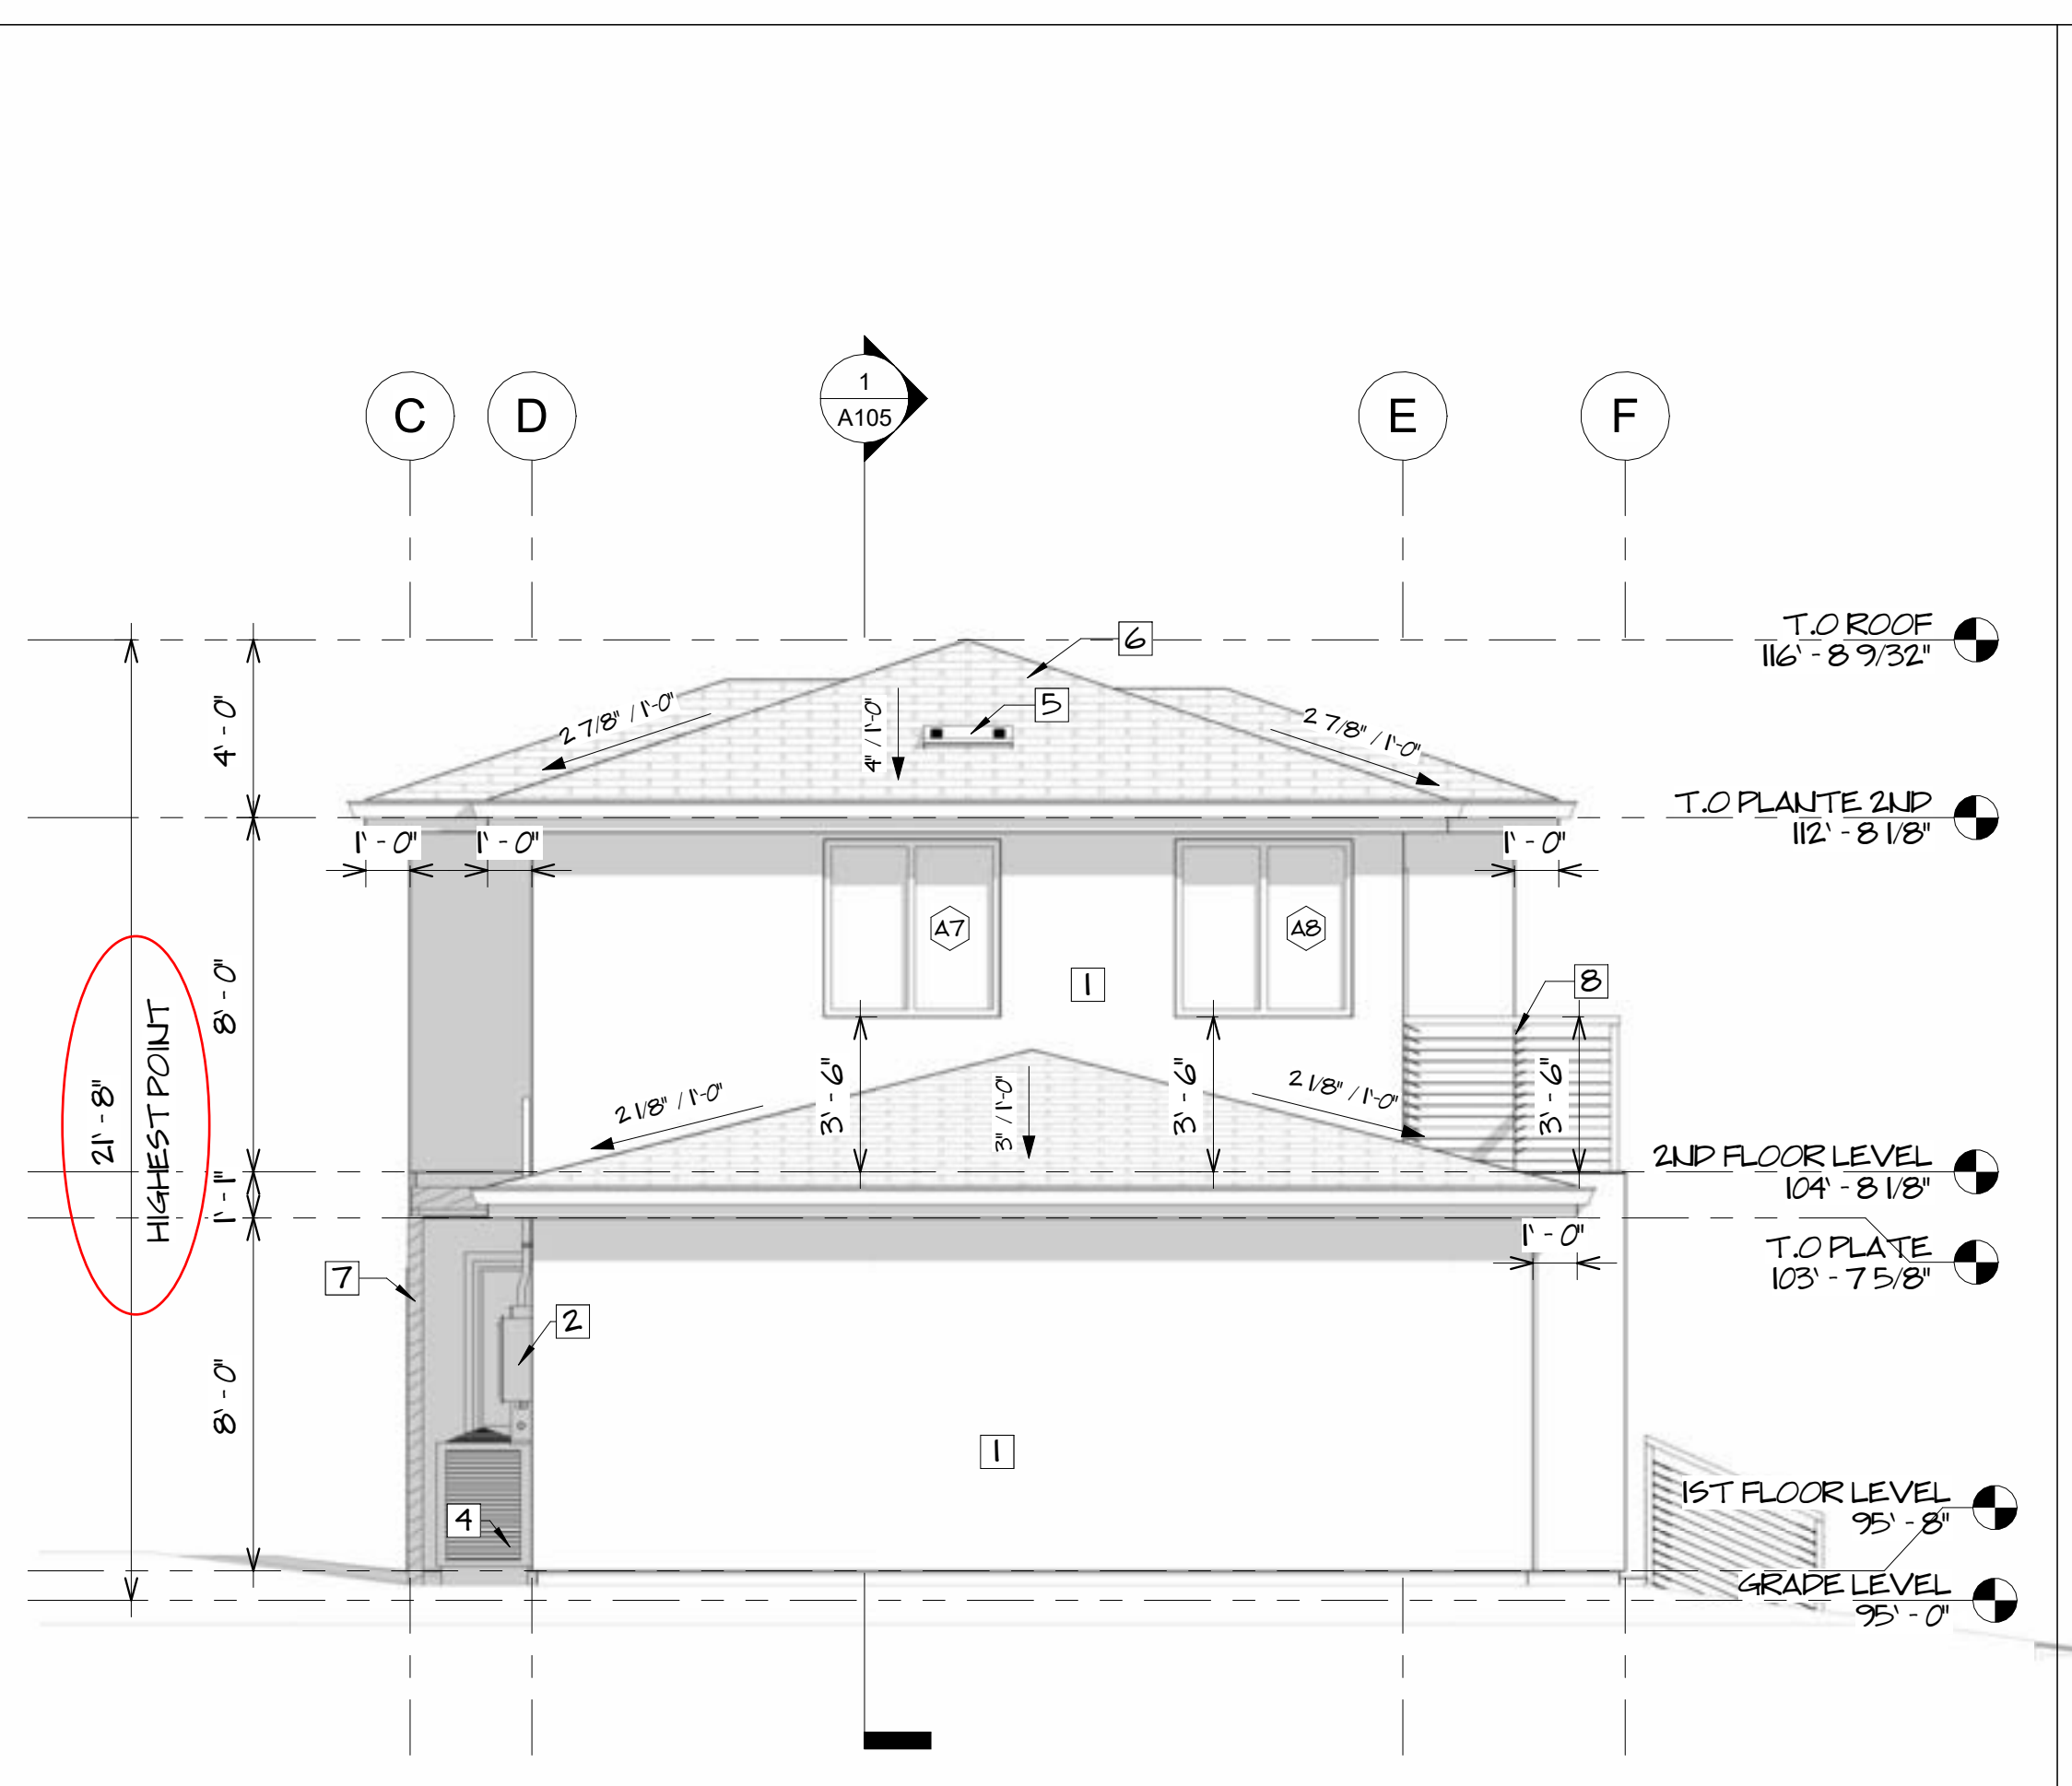 1
A105
C
D
E
F
T.O ROOF
116' - 8 9/32"
6
5
2 7/8" / 1'-0"
4" / 1'-0"
2 7/8" / 1'-0"
4' - 0"
T.O PLANTE 2ND
112' - 8 1/8"
1' - 0"
1' - 0"
1' - 0"
A7
A8
1
8
8' - 0"
21' - 8"
HIGHEST POINT
3' - 6"
3' - 6"
3' - 6"
2 1/8" / 1'-0"
3" / 1'-0"
2 1/8" / 1'-0"
2ND FLOOR LEVEL
104' - 8 1/8"
1' - 1"
1' - 0"
T.O PLATE
103' - 7 5/8"
7
2
8' - 0"
1
4
1ST FLOOR LEVEL
95' - 8"
GRADE LEVEL
95' - 0"